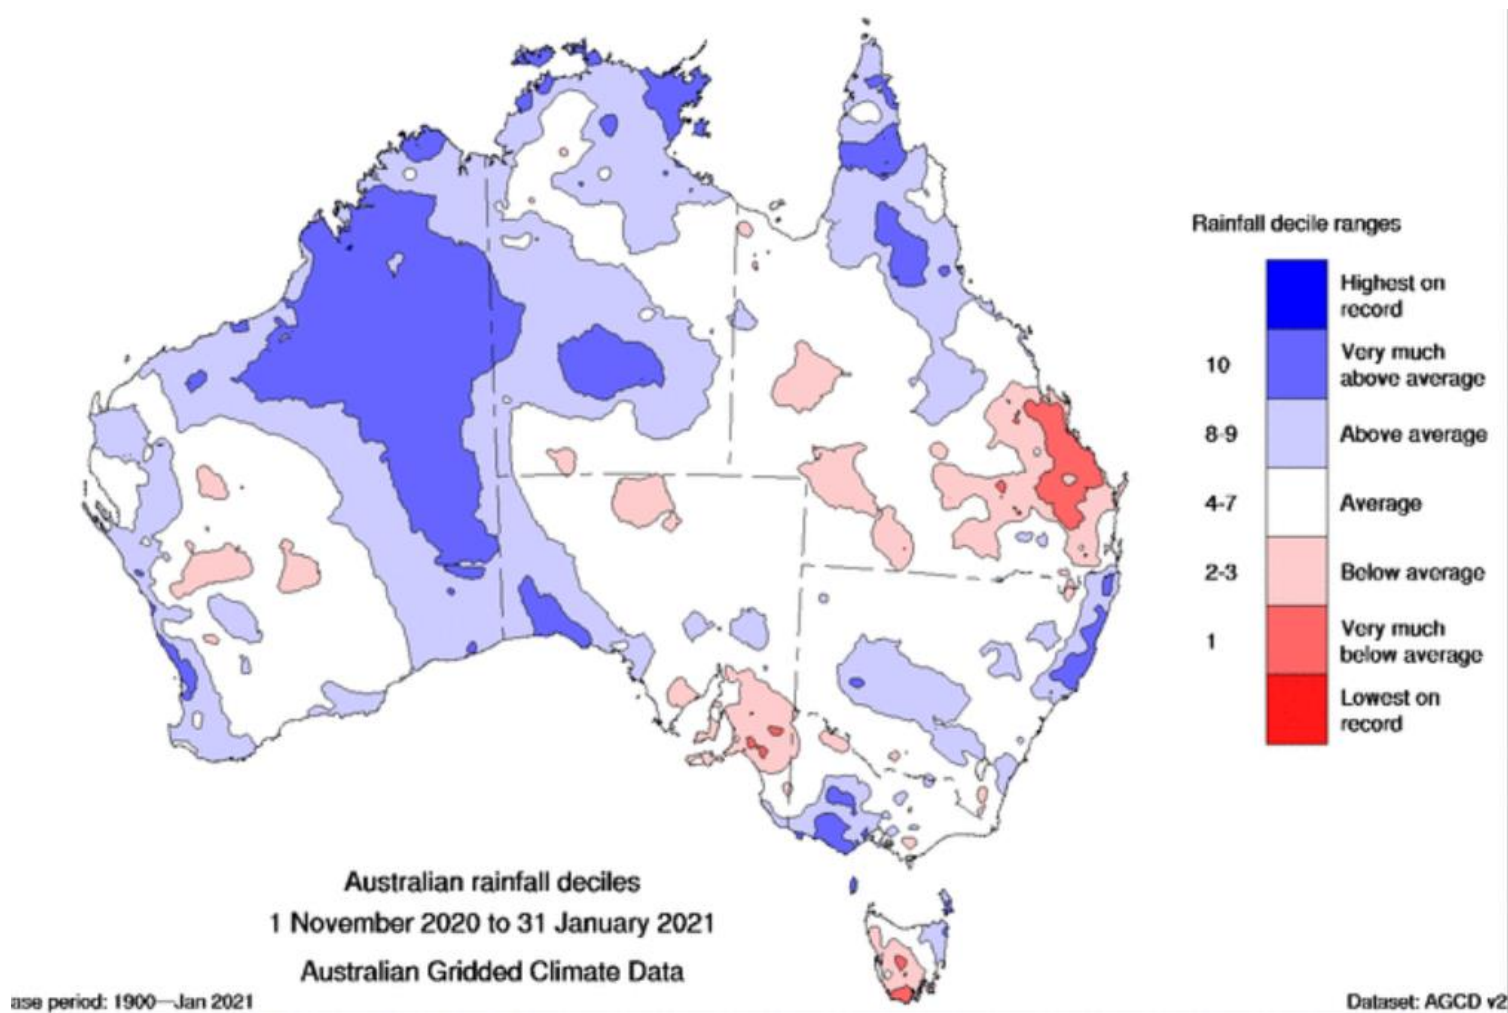 Rainfall decile ranges
Highest on
record
10
Very much
above average
8-9
Above average
4-7
Average
2-3
Below average
1
Very much
below average
Lowest on
record
Australian rainfall deciles
1 November 2020 to 31 January 2021
Australian Gridded Climate Data
ase period: 1900—Jan 2021
Dataset: AGCD v2